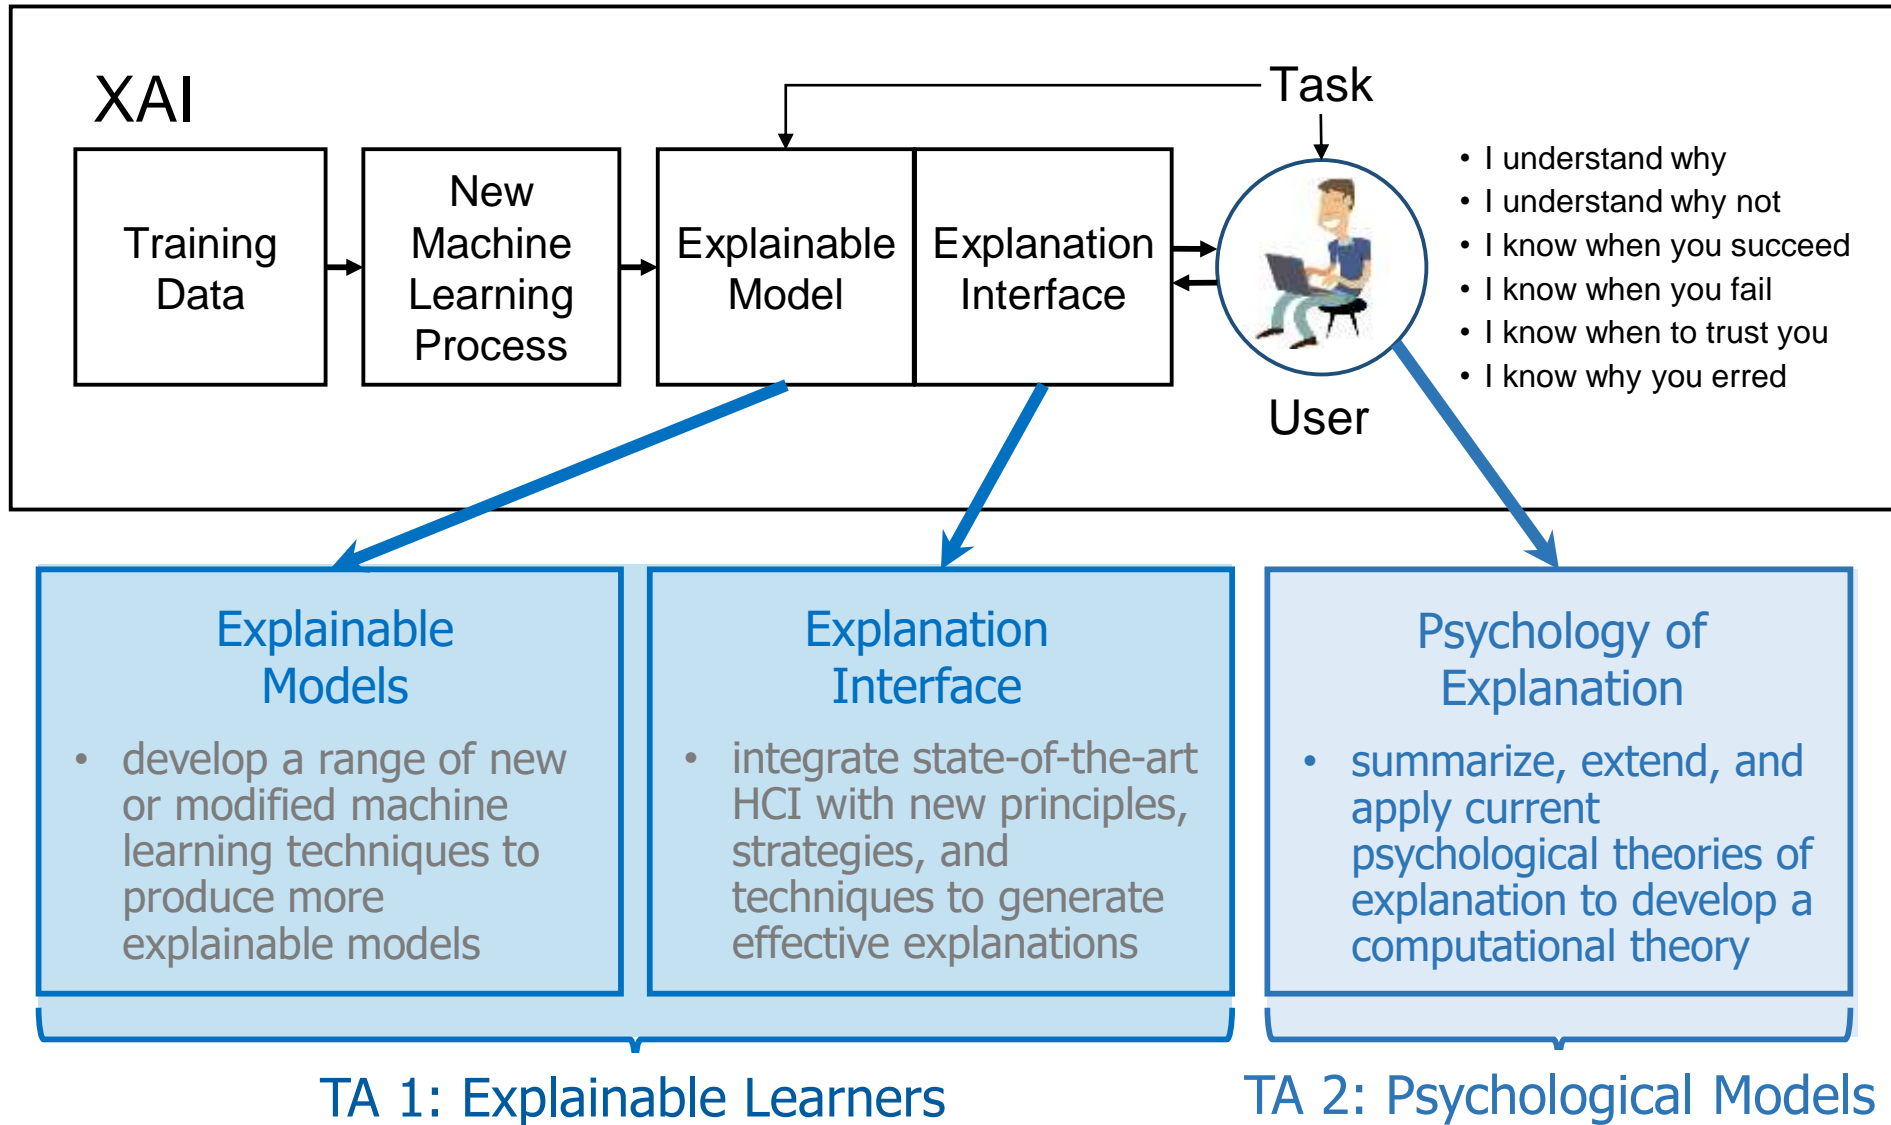 XAI
Task
Training
Data
New
Machine
Learning
Process
Explainable
Model
Explanation
Interface
User
• I understand why
• I understand why not
• I know when you succeed
• I know when you fail
• I know when to trust you
• I know why you erred
Explainable
Models
• develop a range of new
or modified machine
learning techniques to
produce more
explainable models
Explanation
Interface
• integrate state-of-the-art
HCI with new principles,
strategies, and
techniques to generate
effective explanations
Psychology of
Explanation
• summarize, extend, and
apply current
psychological theories of
explanation to develop a
computational theory
TA 1: Explainable Learners
TA 2: Psychological Models